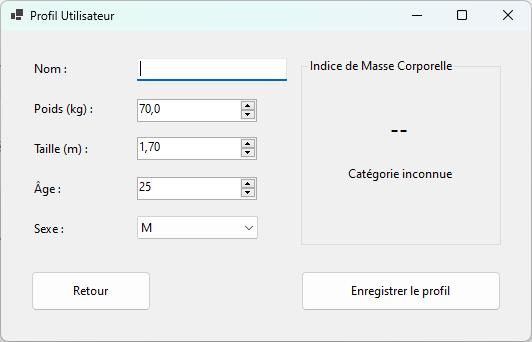 Profil Utilisateur
Nom :
Poids (kg) :
70,0
Taille (m) :
1,70
Âge :
25
Sexe :
M
Indice de Masse Corporelle
--
Catégorie inconnue
Retour
Enregistrer le profil